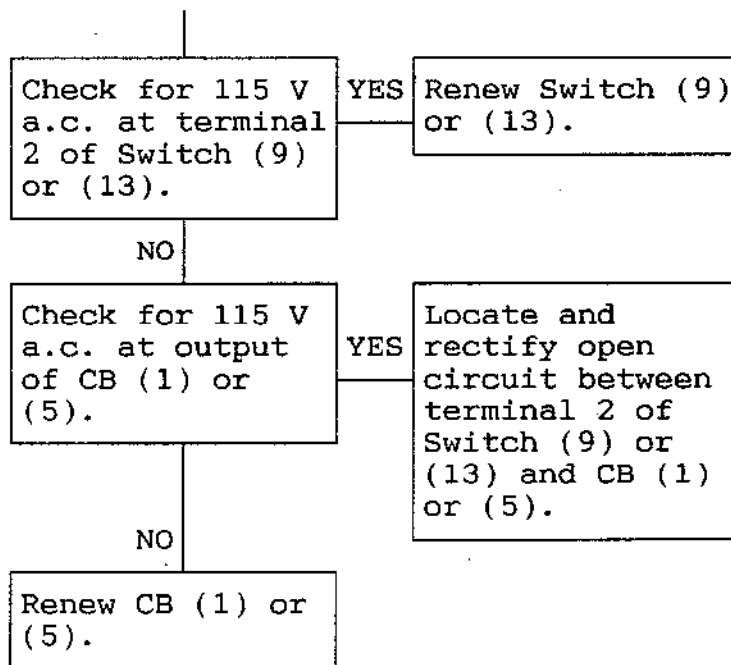 Check for 115 V
a.c. at terminal
2 of Switch (9)
or (13).
YES
Renew Switch (9)
or (13).
NO
Check for 115 V
a.c. at output
of CB (1) or
(5).
YES
Locate and
rectify open
circuit between
terminal 2 of
Switch (9) or
(13) and CB (1)
or (5).
NO
Renew CB (1) or
(5).